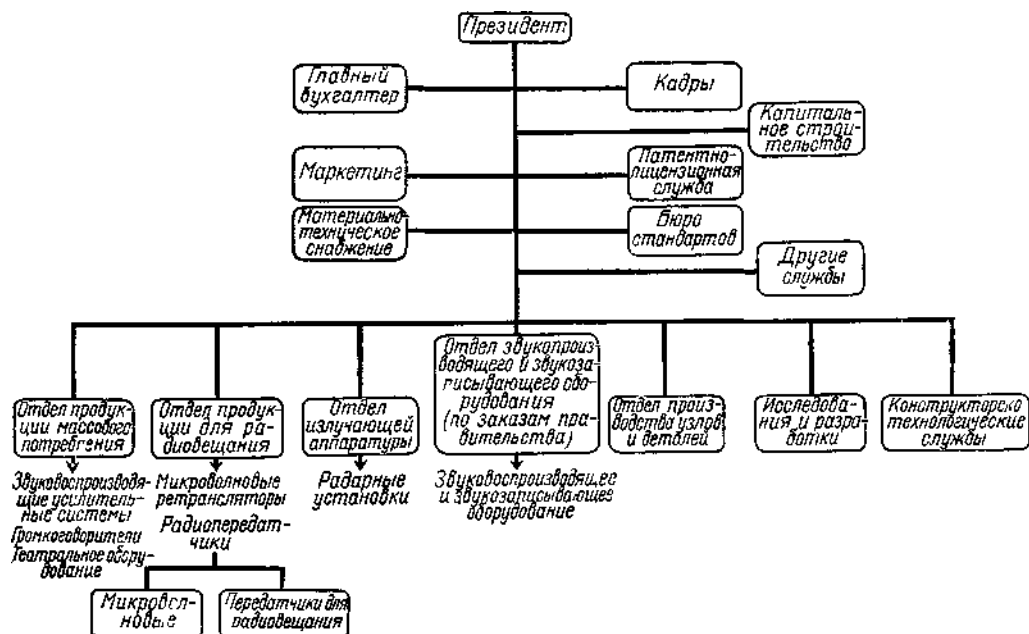 Президент
Главный
бухгалтер
Кадры
Капиталь-
ное строи-
тельство
Маркетинг
Патентно-
лицензионная
служба
Материально-
техническое
снабжение
Бюро
стандартов
Другие
службы
Отдел продук-
ции массового
потребления
Отдел продук-
ции для ра-
диовещания
Отдел
излучающей
аппаратуры
Отдел звукопроиз-
водящего и звукоза-
писывающего обо-
рудования
(по заказам пра-
вительства)
Отдел произ-
водства узлов
и деталей
Исследова-
ния и разра-
ботки
Конструкторско-
технологические
службы
Звуковоспроизвод-
ящие усилитель-
ные системы
Громкоговорители
Театральное обору-
дование
Микроволновые
ретрансляторы
Радиопередат-
чики
Радарные
установки
Звуковоспроизводящее
и звукозаписывающее
оборудование
Микровол-
новые
Передатчики для
радиовещания